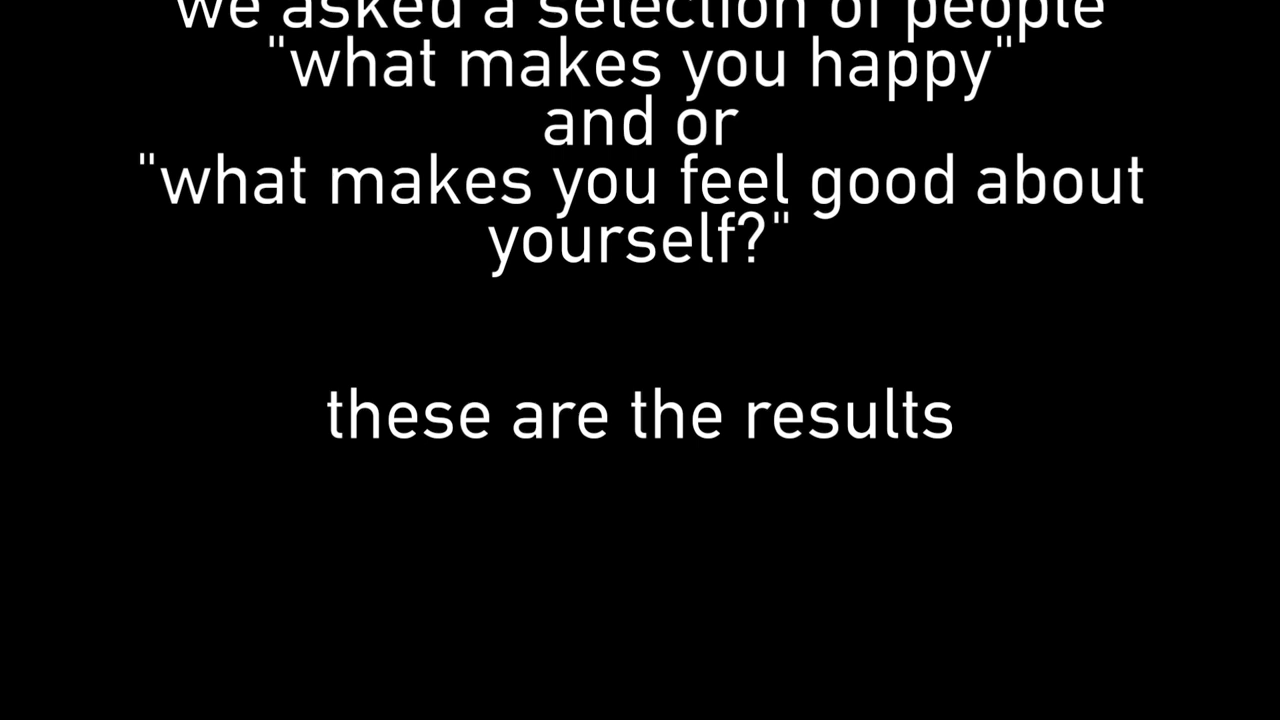 we asked a selection of people
"what makes you happy"
and or
"what makes you feel good about
yourself?"
these are the results